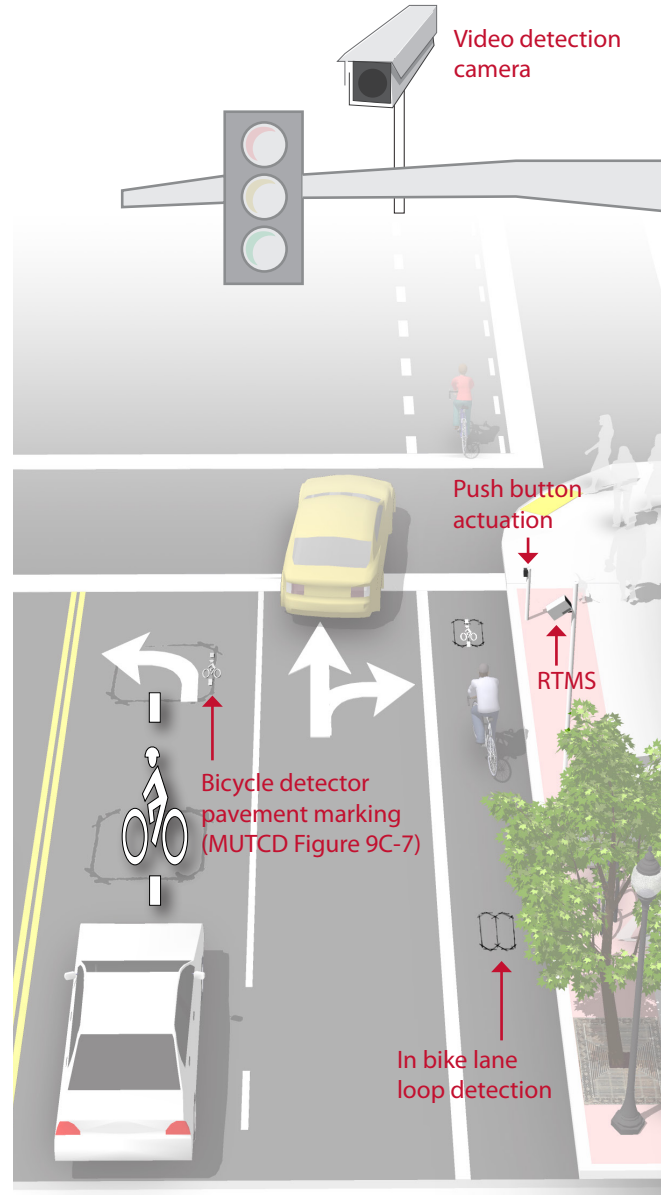 Video detection
camera
Push button
actuation
RTMS
Bicycle detector
pavement marking
(MUTCD Figure 9C-7)
In bike lane
loop detection